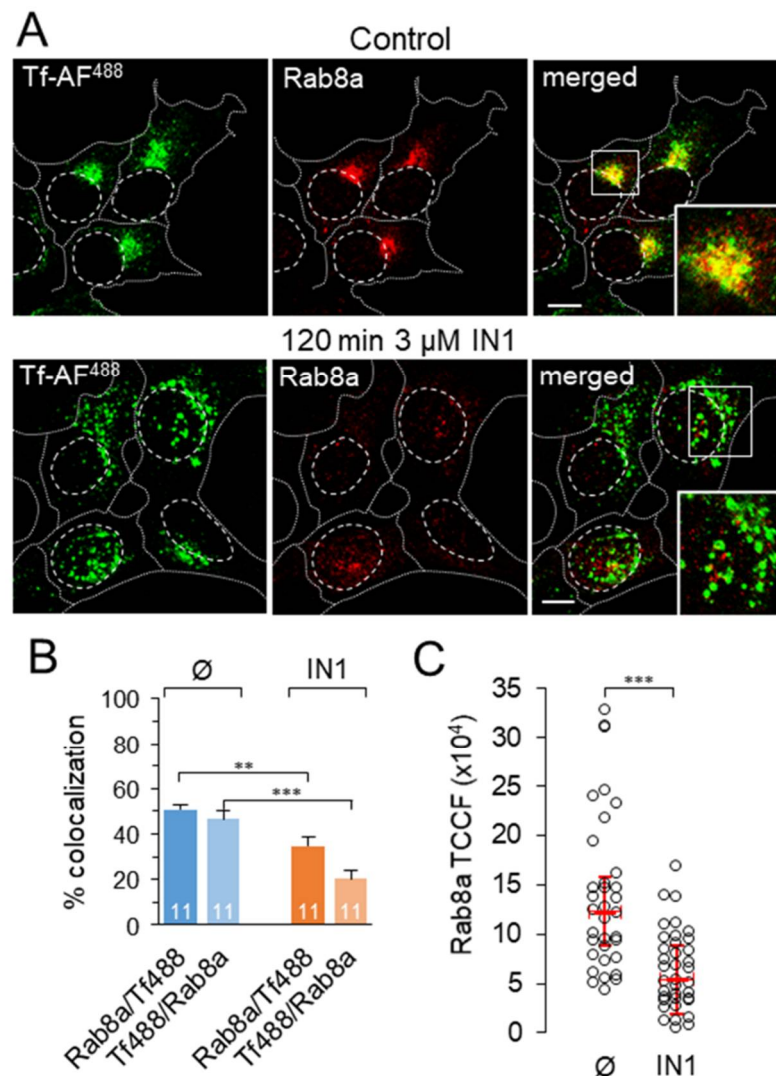 A
Control
Tf-AF⁴⁸⁸ Rab8a merged
120 min 3 µM IN1
Tf-AF⁴⁸⁸ Rab8a merged
B
Ø IN1
% colocalization
100
80
60
40
20
0
** 
***
11 11 11 11
Rab8a/Tf488
Tf488/Rab8a
Rab8a/Tf488
Tf488/Rab8a
C
Rab8a TCCF (x10⁴)
***
35
30
25
20
15
10
5
0
Ø IN1